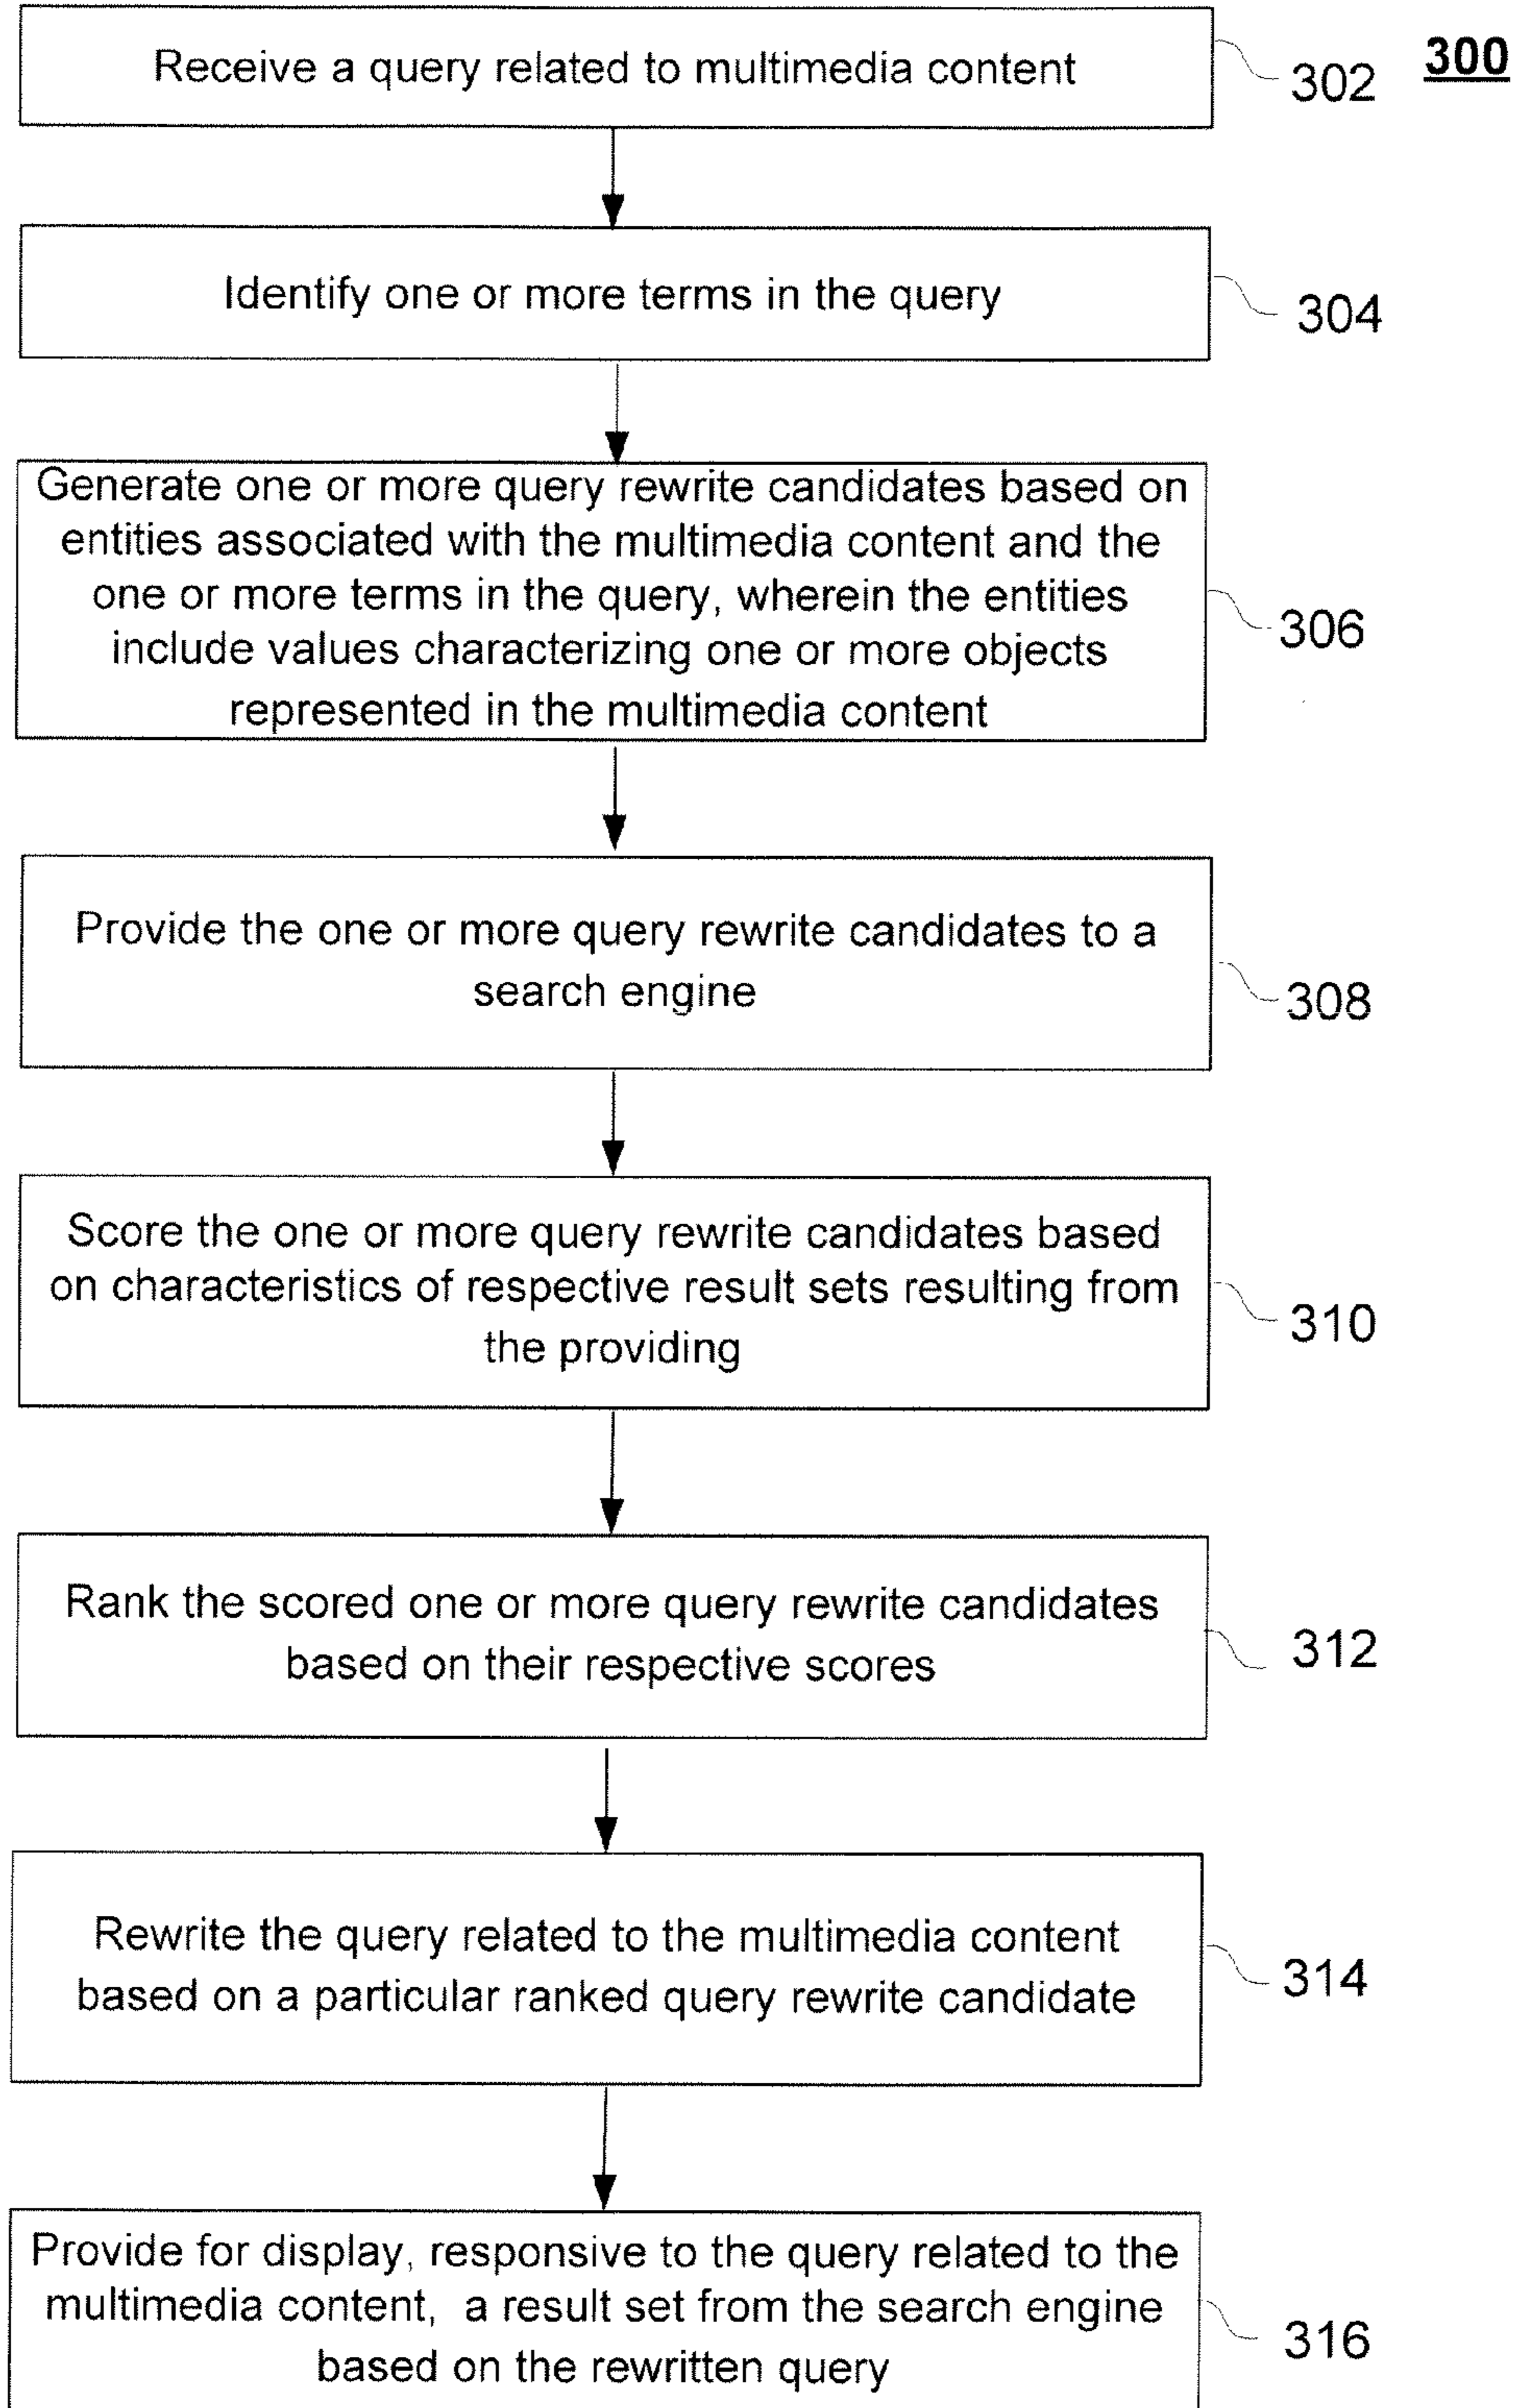 300
Receive a query related to multimedia content
302
Identify one or more terms in the query
304
Generate one or more query rewrite candidates based on
entities associated with the multimedia content and the
one or more terms in the query, wherein the entities
include values characterizing one or more objects
represented in the multimedia content
306
Provide the one or more query rewrite candidates to a
search engine
308
Score the one or more query rewrite candidates based
on characteristics of respective result sets resulting from
the providing
310
Rank the scored one or more query rewrite candidates
based on their respective scores
312
Rewrite the query related to the multimedia content
based on a particular ranked query rewrite candidate
314
Provide for display, responsive to the query related to the
multimedia content, a result set from the search engine
based on the rewritten query
316